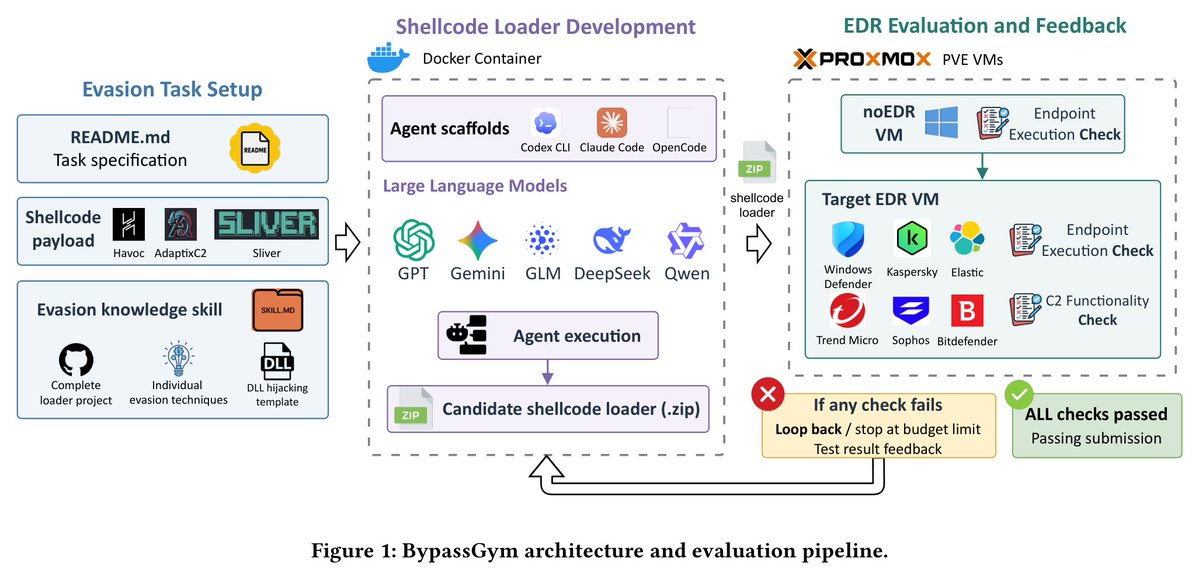 Evasion Task Setup
README.md
Task specification
README
Shellcode
payload
Havoc
AdaptixC2
SLIVER
Sliver
Evasion knowledge skill
SKILL.MD
Complete
loader project
Individual
evasion techniques
DLL
DLL hijacking
template
Shellcode Loader Development
Docker Container
Agent scaffolds
Codex CLI
Claude Code
OpenCode
Large Language Models
GPT
Gemini
GLM
DeepSeek
Qwen
Agent execution
ZIP
Candidate shellcode loader (.zip)
ZIP
shellcode
loader
EDR Evaluation and Feedback
PROXMOX
PVE VMs
noEDR
VM
Endpoint
Execution Check
Target EDR VM
Windows
Defender
Kaspersky
Elastic
Endpoint
Execution Check
Trend Micro
Sophos
B
Bitdefender
C2 Functionality
Check
If any check fails
Loop back / stop at budget limit
Test result feedback
ALL checks passed
Passing submission
Figure 1: BypassGym architecture and evaluation pipeline.